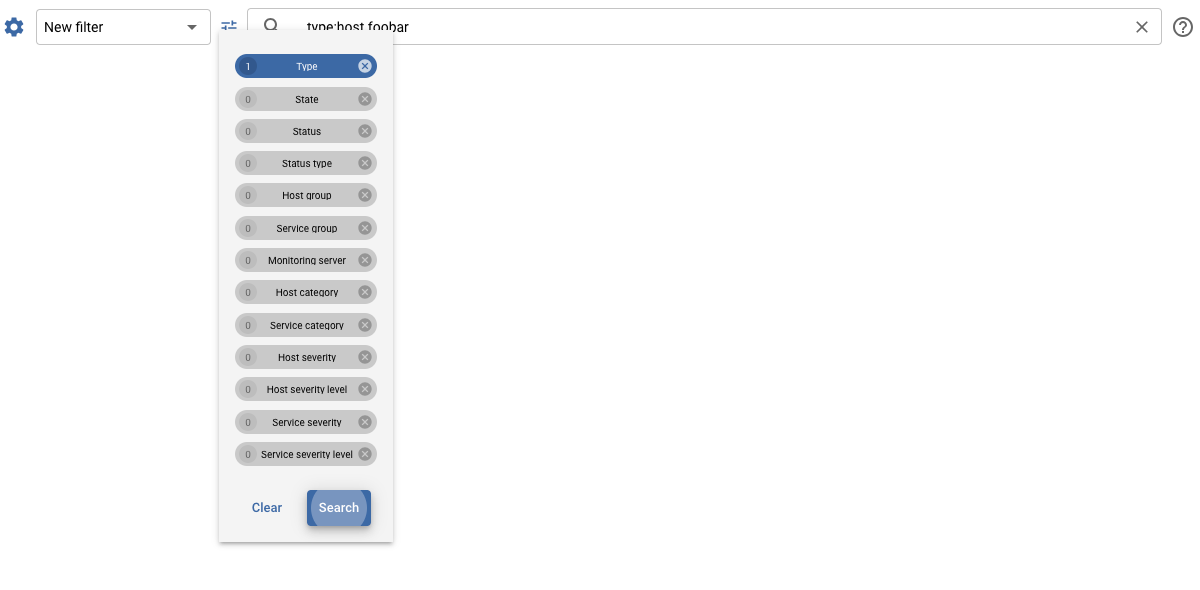 New filter
type:host foobar
1 Type
0 State
0 Status
0 Status type
0 Host group
0 Service group
0 Monitoring server
0 Host category
0 Service category
0 Host severity
0 Host severity level
0 Service severity
0 Service severity level
Clear Search